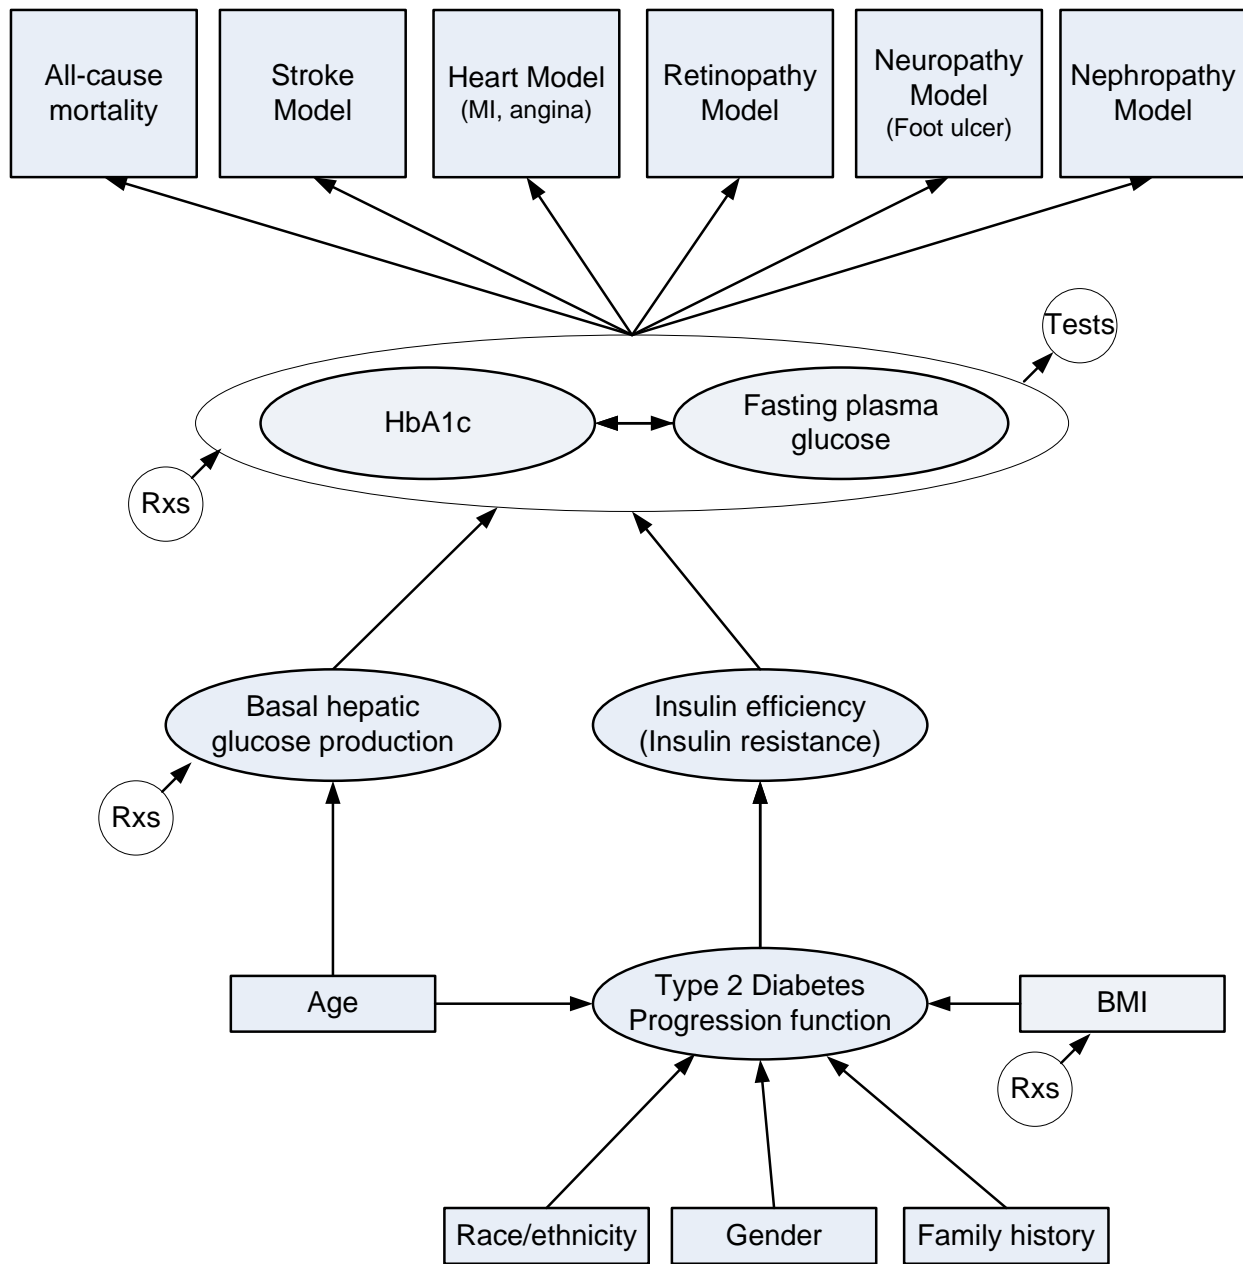 All-cause
mortality
Stroke
Model
Heart Model
(MI, angina)
Retinopathy
Model
Neuropathy
Model
(Foot ulcer)
Nephropathy
Model
Tests
HbA1c
Fasting plasma
glucose
Rxs
Basal hepatic
glucose production
Insulin efficiency
(Insulin resistance)
Rxs
Age
Type 2 Diabetes
Progression function
BMI
Rxs
Race/ethnicity
Gender
Family history